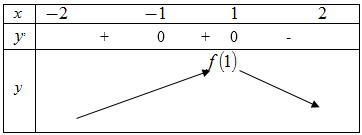 x −2 −1 1 2
y' + 0 + 0 -
f(1)
y